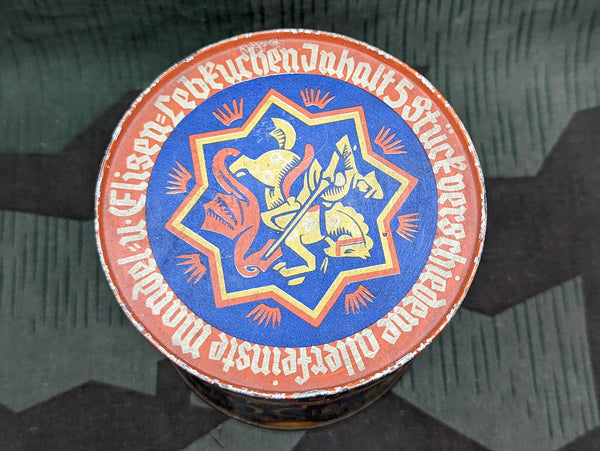 Inhalt 5 Stück verschiedene allerfeinste Mandel= u. Elisen=Lebkuchen